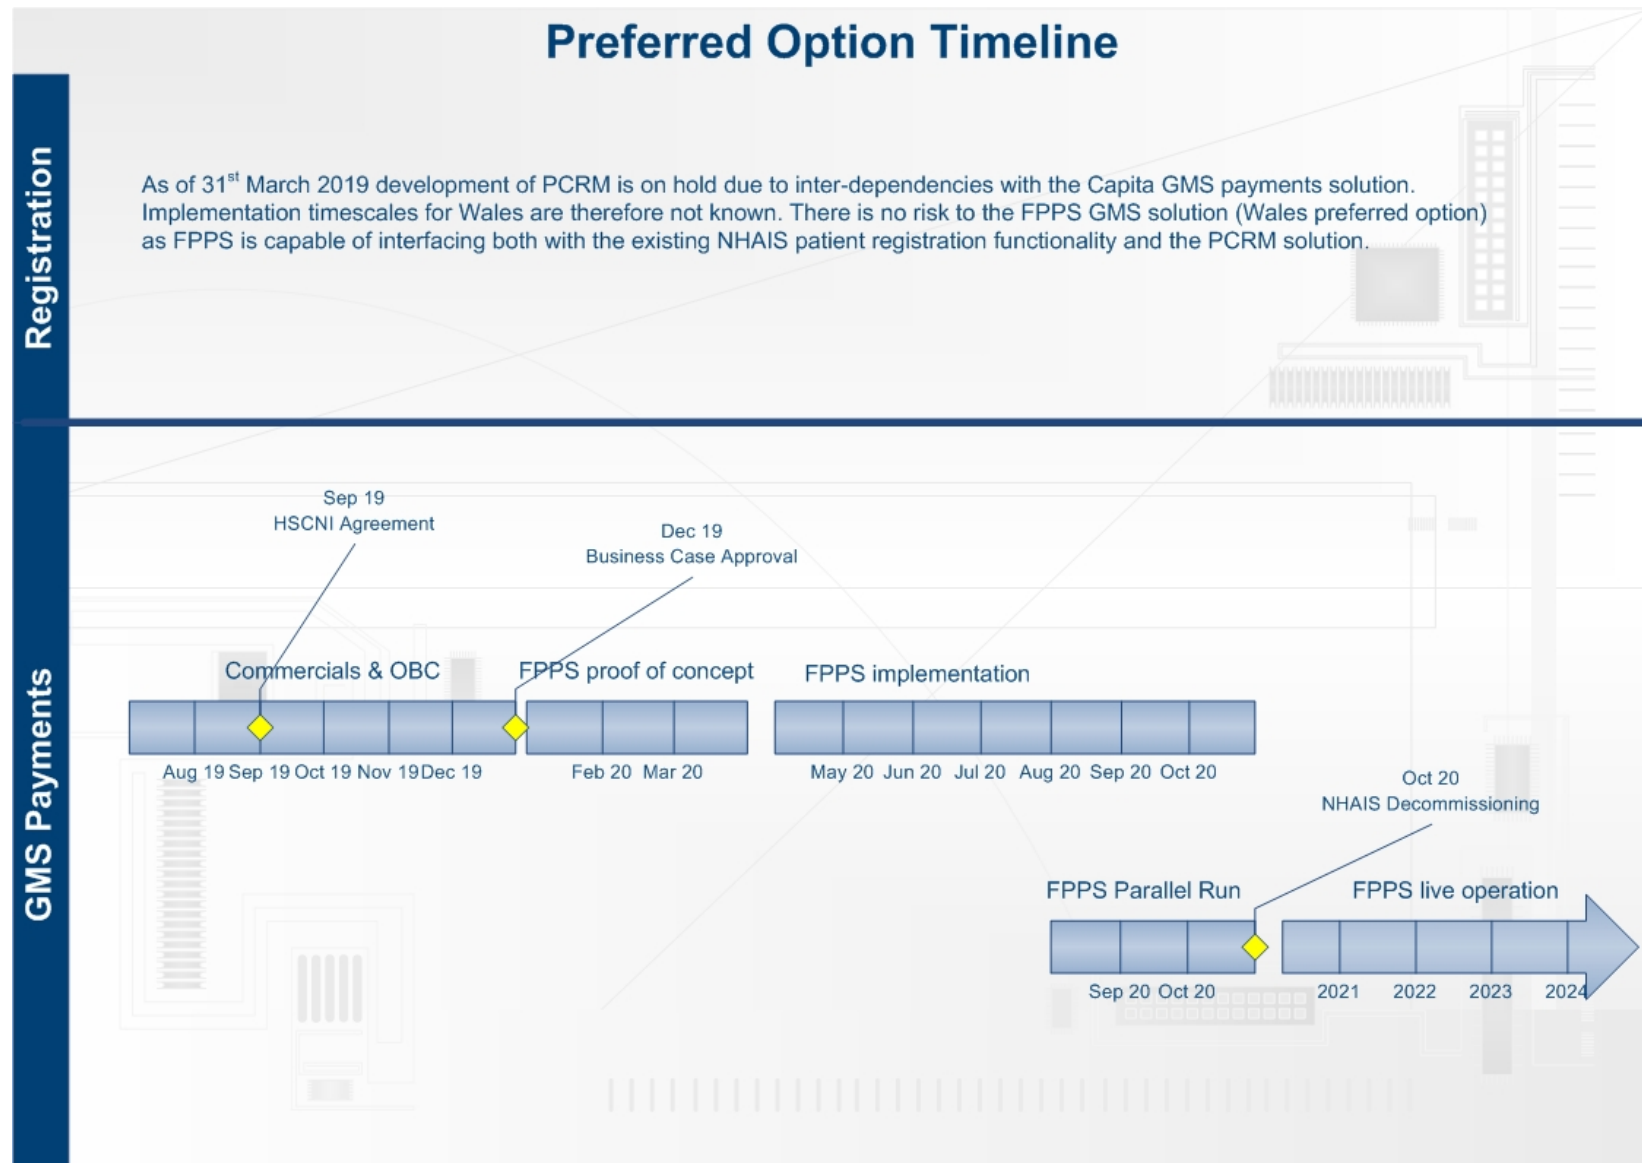 Preferred Option Timeline
Registration
As of 31st March 2019 development of PCRM is on hold due to inter-dependencies with the Capita GMS payments solution.
Implementation timescales for Wales are therefore not known. There is no risk to the FPPS GMS solution (Wales preferred option)
as FPPS is capable of interfacing both with the existing NHAIS patient registration functionality and the PCRM solution.
GMS Payments
Sep 19
HSCNI Agreement
Dec 19
Business Case Approval
Commercials & OBC
FPPS proof of concept
FPPS implementation
Aug 19 Sep 19 Oct 19 Nov 19 Dec 19
Feb 20 Mar 20
May 20 Jun 20 Jul 20 Aug 20 Sep 20 Oct 20
Oct 20
NHAIS Decommissioning
FPPS Parallel Run
FPPS live operation
Sep 20 Oct 20
2021 2022 2023 2024